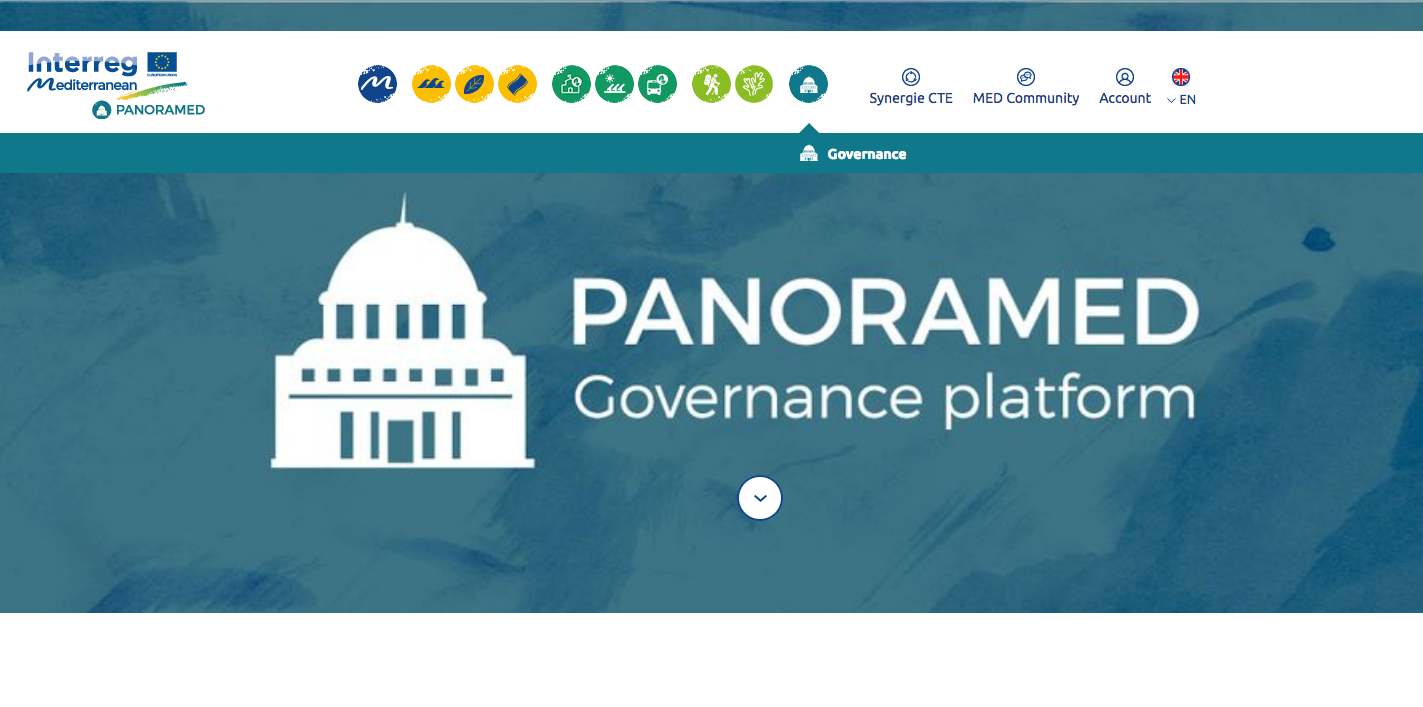 Interreg
EUROPEAN UNION
Mediterranean
PANORAMED
Synergie CTE
MED Community
Account
EN
Governance
PANORAMED
Governance platform